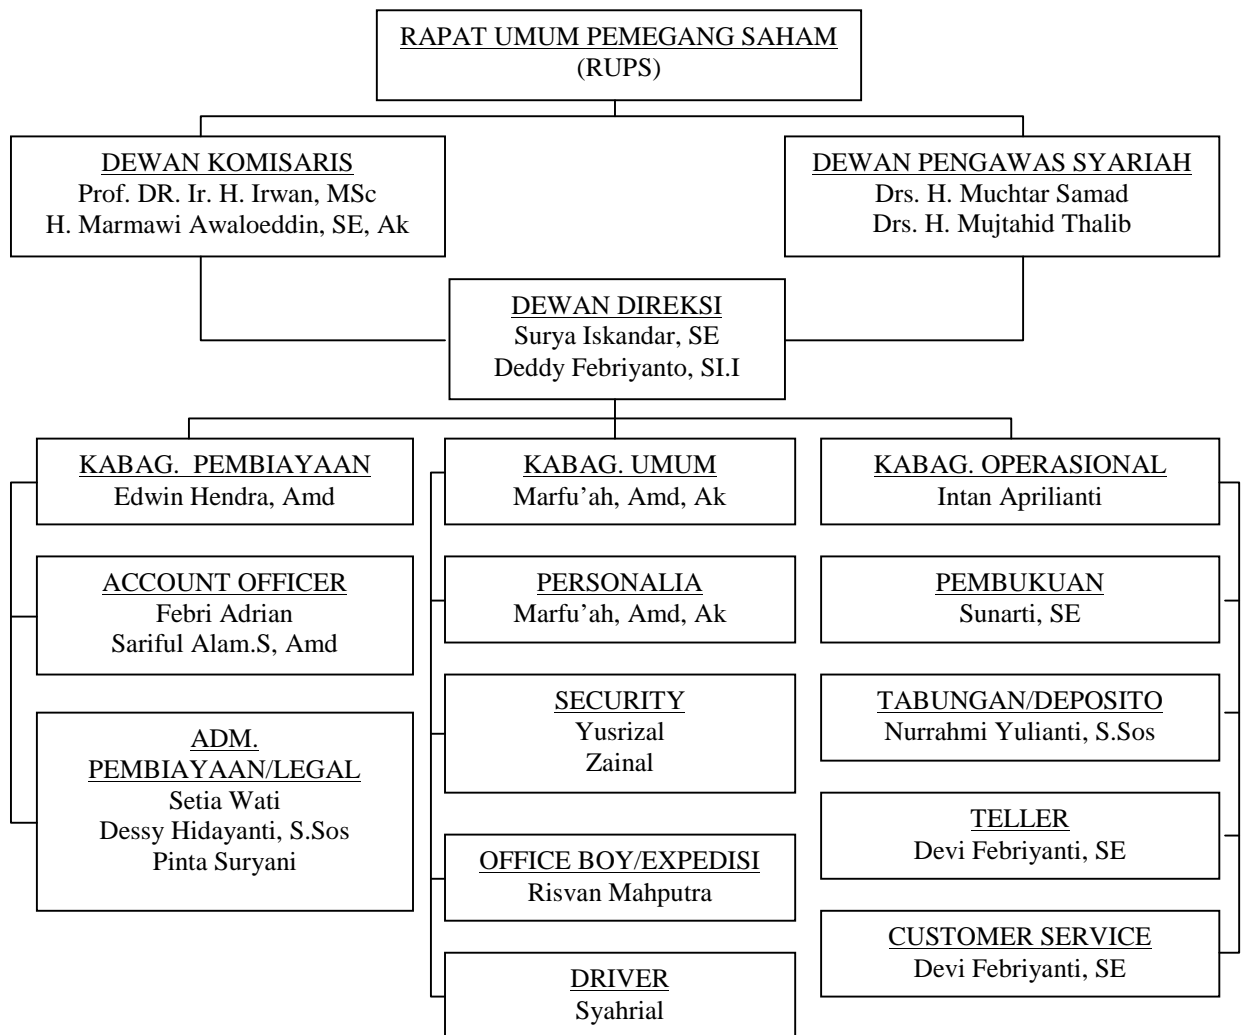 RAPAT UMUM PEMEGANG SAHAM
(RUPS)
DEWAN KOMISARIS
Prof. DR. Ir. H. Irwan, MSc
H. Marmawi Awaloeddin, SE, Ak
DEWAN PENGAWAS SYARIAH
Drs. H. Muchtar Samad
Drs. H. Mujtahid Thalib
DEWAN DIREKSI
Surya Iskandar, SE
Deddy Febriyanto, SI.I
KABAG. PEMBIAYAAN
Edwin Hendra, Amd
ACCOUNT OFFICER
Febri Adrian
Sariful Alam.S, Amd
ADM.
PEMBIAYAAN/LEGAL
Setia Wati
Dessy Hidayanti, S.Sos
Pinta Suryani
KABAG. UMUM
Marfu’ah, Amd, Ak
PERSONALIA
Marfu’ah, Amd, Ak
SECURITY
Yusrizal
Zainal
OFFICE BOY/EXPEDISI
Risvan Mahputra
DRIVER
Syahrial
KABAG. OPERASIONAL
Intan Aprilianti
PEMBUKUAN
Sunarti, SE
TABUNGAN/DEPOSITO
Nurrahmi Yulianti, S.Sos
TELLER
Devi Febriyanti, SE
CUSTOMER SERVICE
Devi Febriyanti, SE